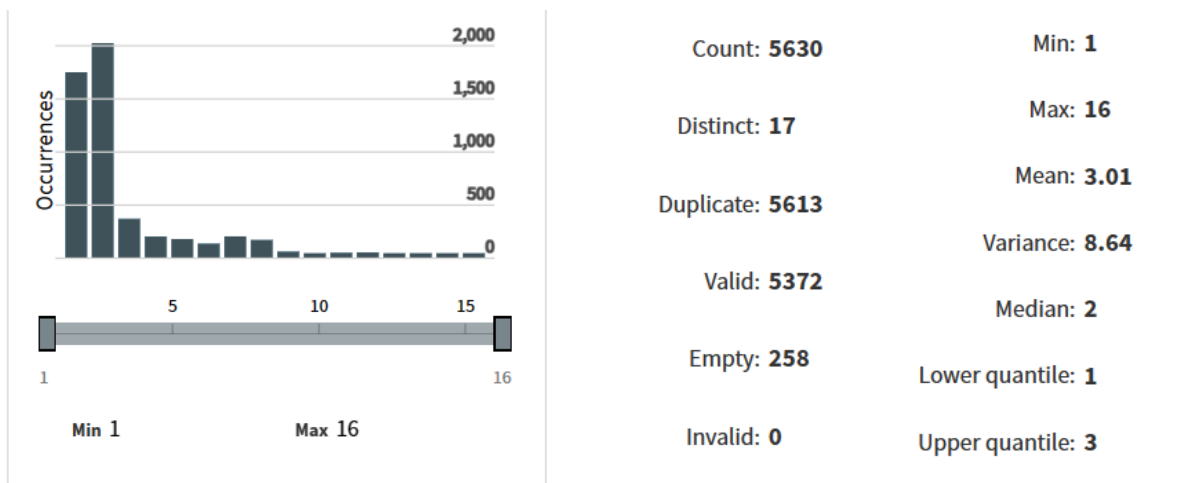 2,000
1,500
1,000
500
0
Occurrences
5 10 15
1 16
Min 1 Max 16
Count: 5630
Distinct: 17
Duplicate: 5613
Valid: 5372
Empty: 258
Invalid: 0
Min: 1
Max: 16
Mean: 3.01
Variance: 8.64
Median: 2
Lower quantile: 1
Upper quantile: 3